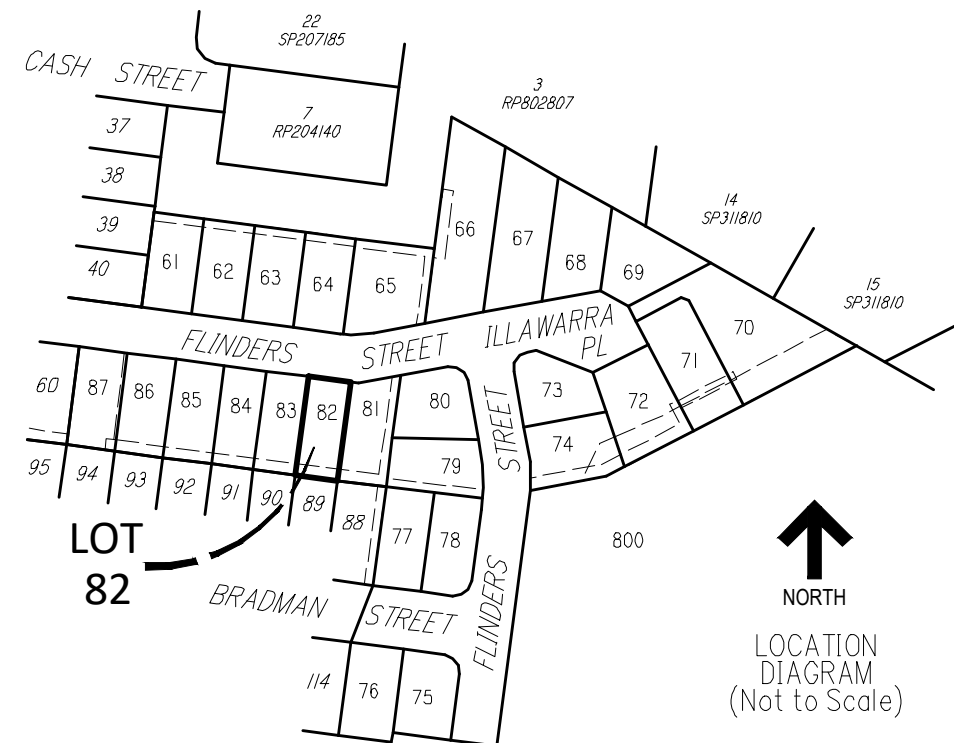 22
SP207185
CASH STREET
3
RP802807
7
RP204140
37
38
39
40
14
SP311810
15
SP311810
66
67
68
69
61
62
63
64
65
70
FLINDERS STREET
ILLAWARRA
PL
71
72
73
74
60
87
86
85
84
83
82
81
80
79
STREET
FLINDERS
95
94
93
92
91
90
89
88
77
78
800
LOT
82
BRADMAN STREET
114
76
75
NORTH
LOCATION
DIAGRAM
(Not to Scale)